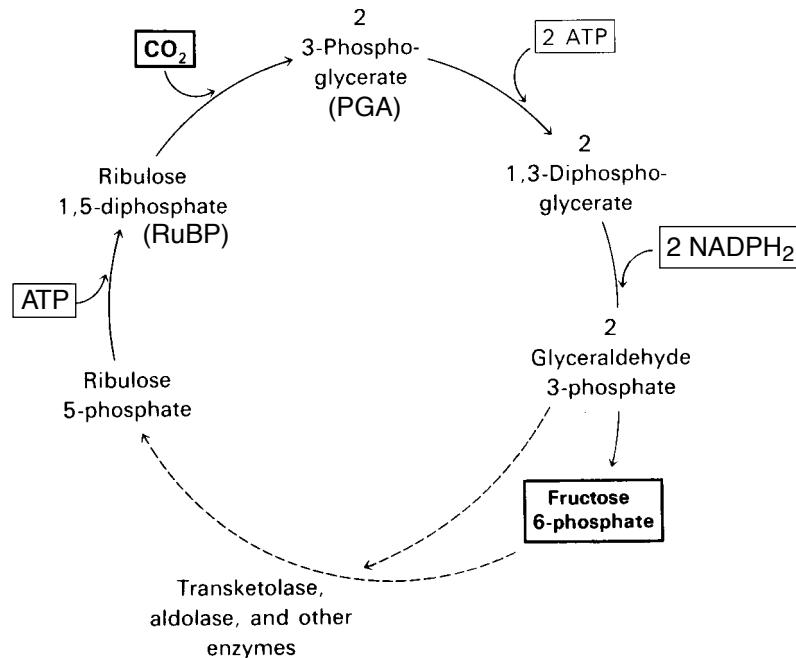 2
3-Phospho-
glycerate
(PGA)
CO₂
2 ATP
2
1,3-Diphospho-
glycerate
2 NADPH₂
2
Glyceraldehyde
3-phosphate
Fructose
6-phosphate
Transketolase,
aldolase, and other
enzymes
Ribulose
5-phosphate
ATP
Ribulose
1,5-diphosphate
(RuBP)